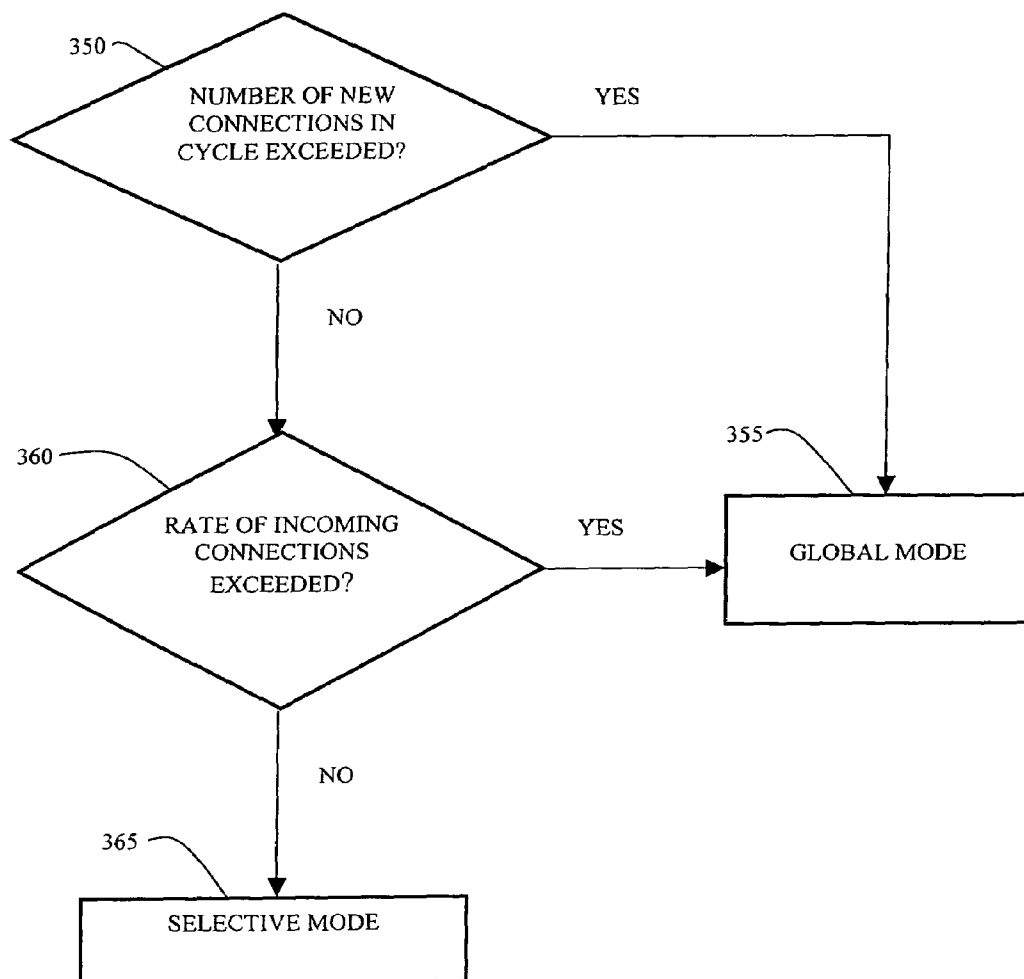 350
NUMBER OF NEW
CONNECTIONS IN
CYCLE EXCEEDED?
YES
NO
360
RATE OF INCOMING
CONNECTIONS
EXCEEDED?
YES
355
GLOBAL MODE
NO
365
SELECTIVE MODE